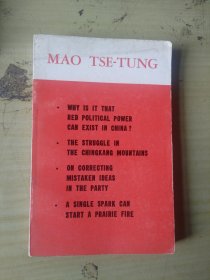 MAO TSE-TUNG
• WHY IS IT THAT
RED POLITICAL POWER
CAN EXIST IN CHINA?
• THE STRUGGLE IN
THE CHINGKANG MOUNTAINS
• ON CORRECTING
MISTAKEN IDEAS
IN THE PARTY
• A SINGLE SPARK CAN
START A PRAIRIE FIRE